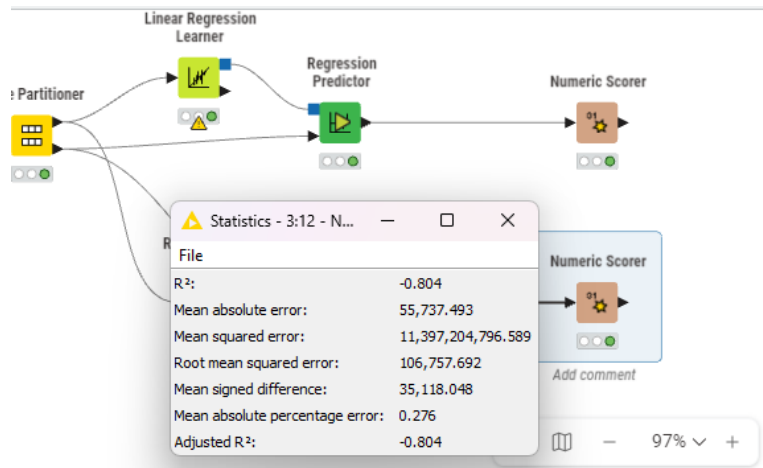 Linear Regression
Learner
Regression
Predictor
Numeric Scorer
e Partitioner
Statistics - 3:12 - N...
R
File
R²: -0.804
Mean absolute error: 55,737.493
Mean squared error: 11,397,204,796.589
Root mean squared error: 106,757.692
Mean signed difference: 35,118.048
Mean absolute percentage error: 0.276
Adjusted R²: -0.804
Numeric Scorer
Add comment
97%